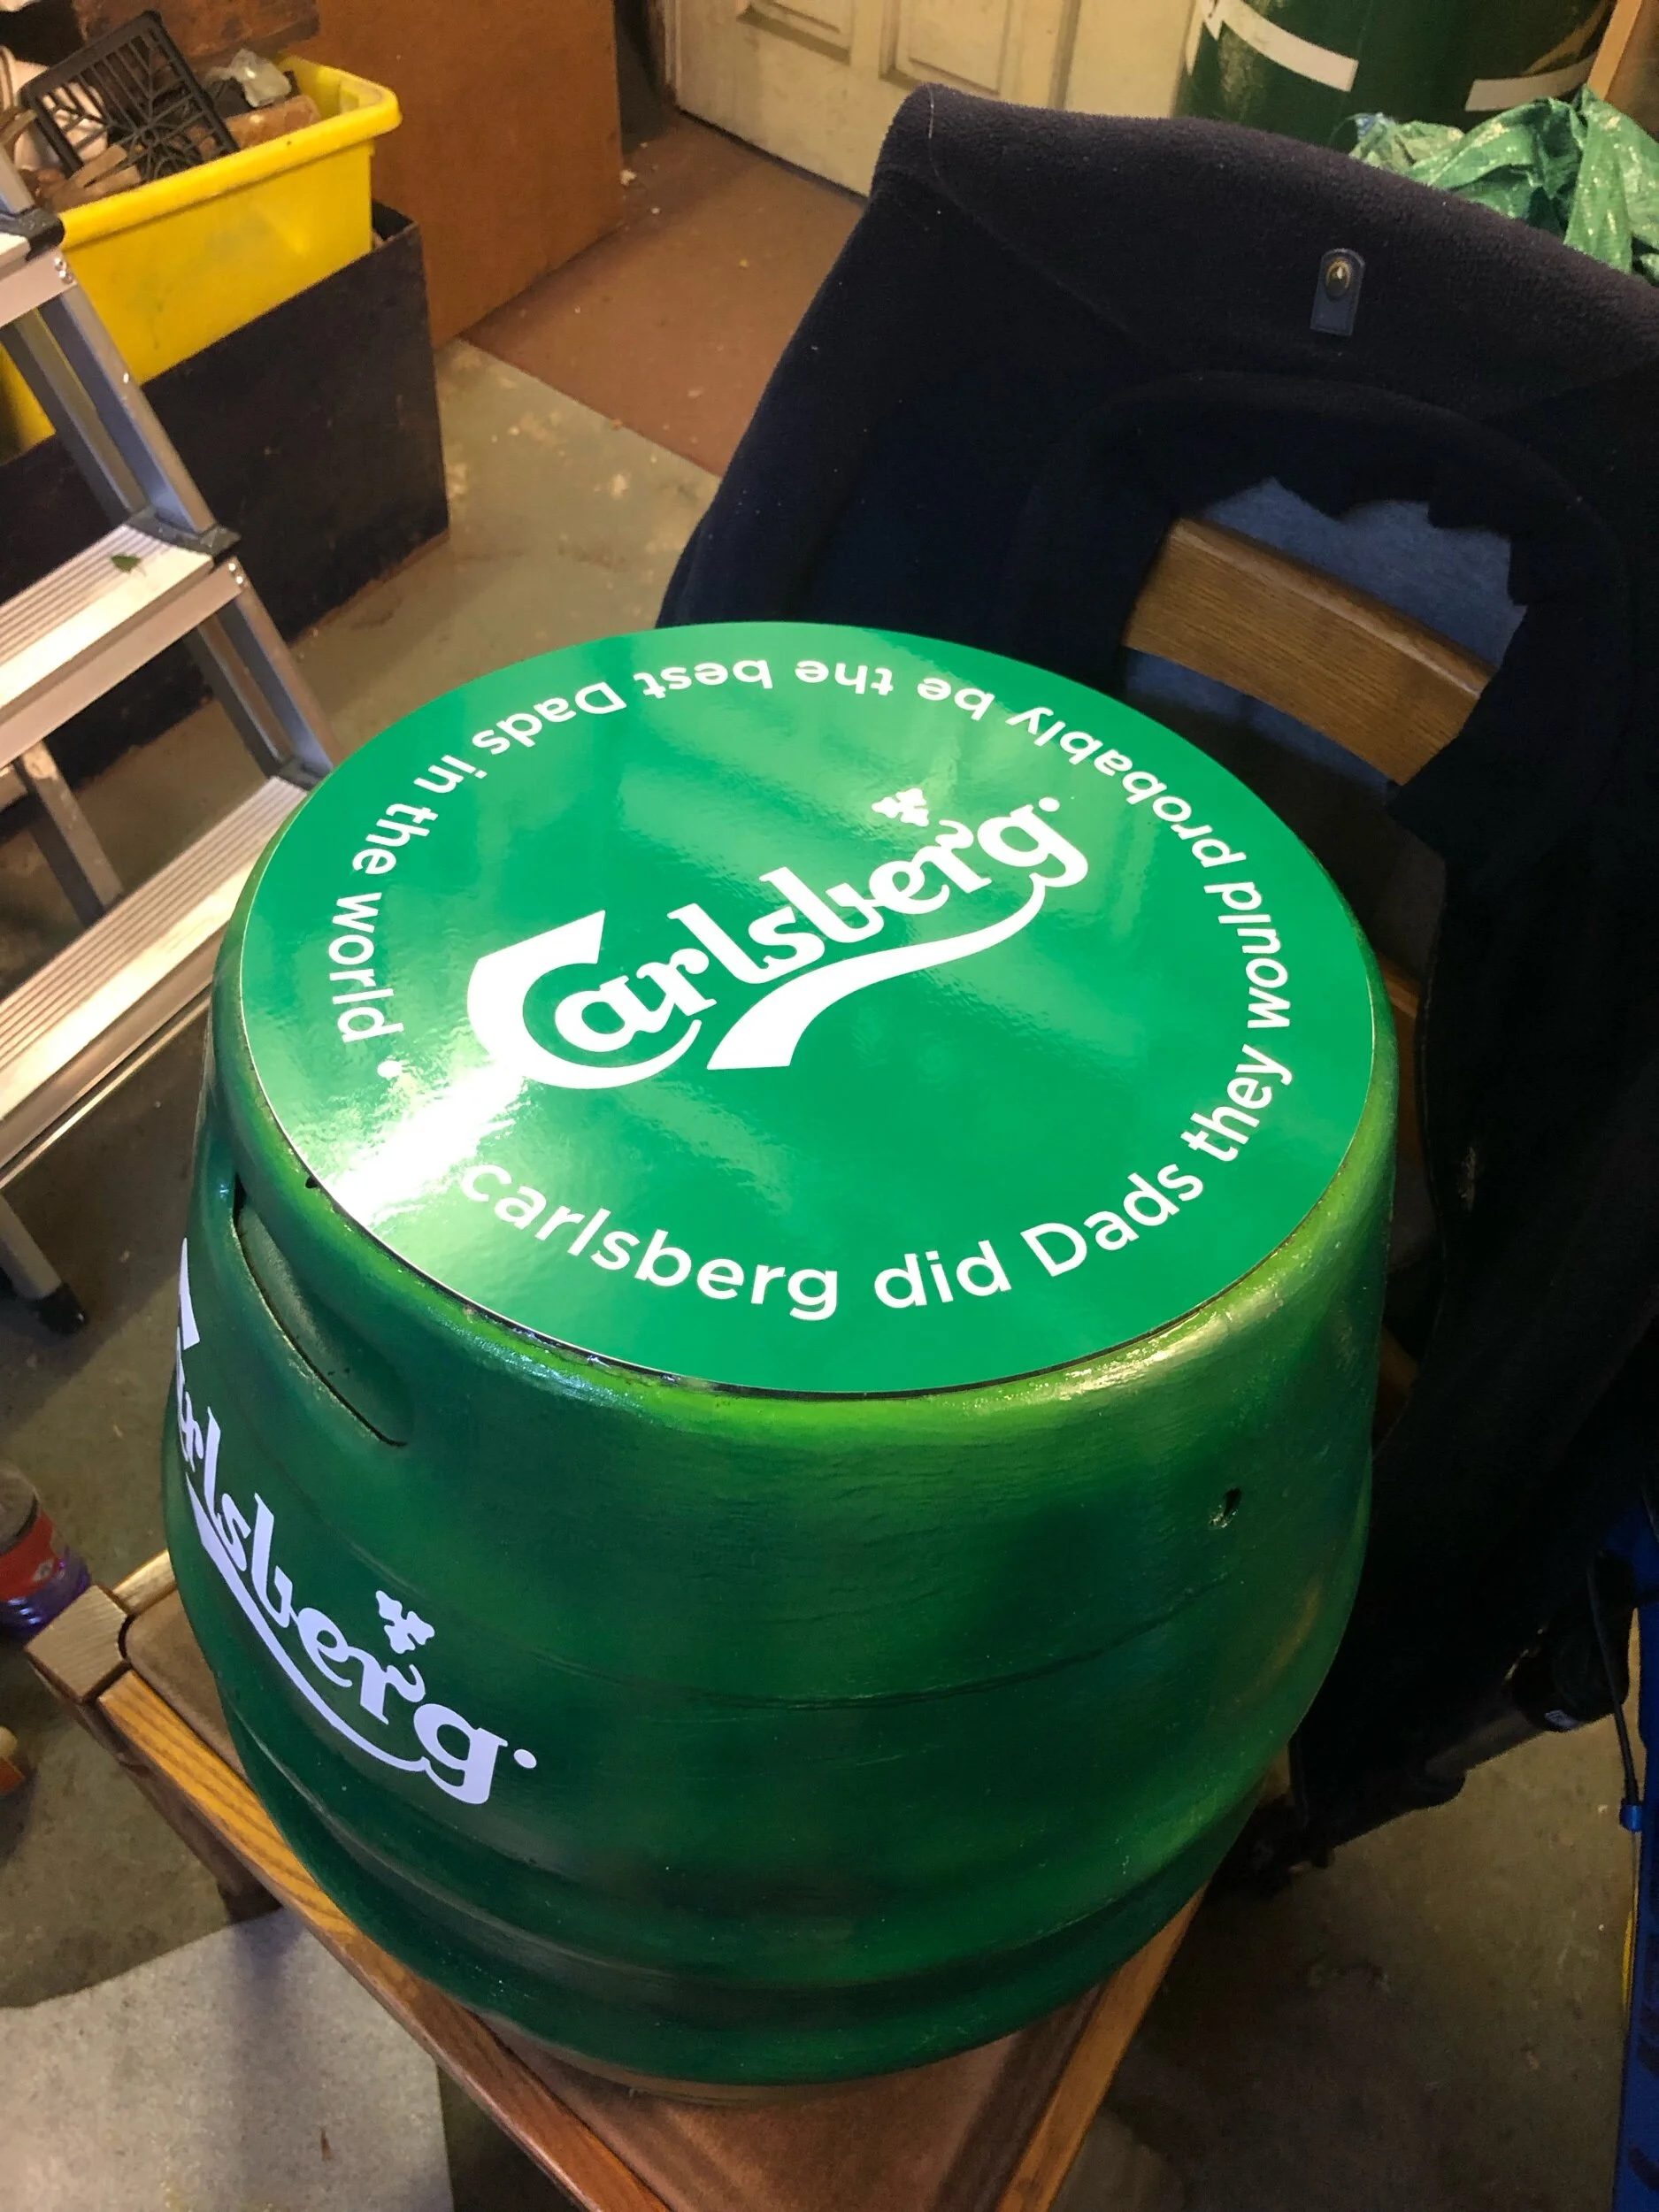 Carlsberg
carlsberg did Dads they would probably be the best Dads in the world •
Carlsberg